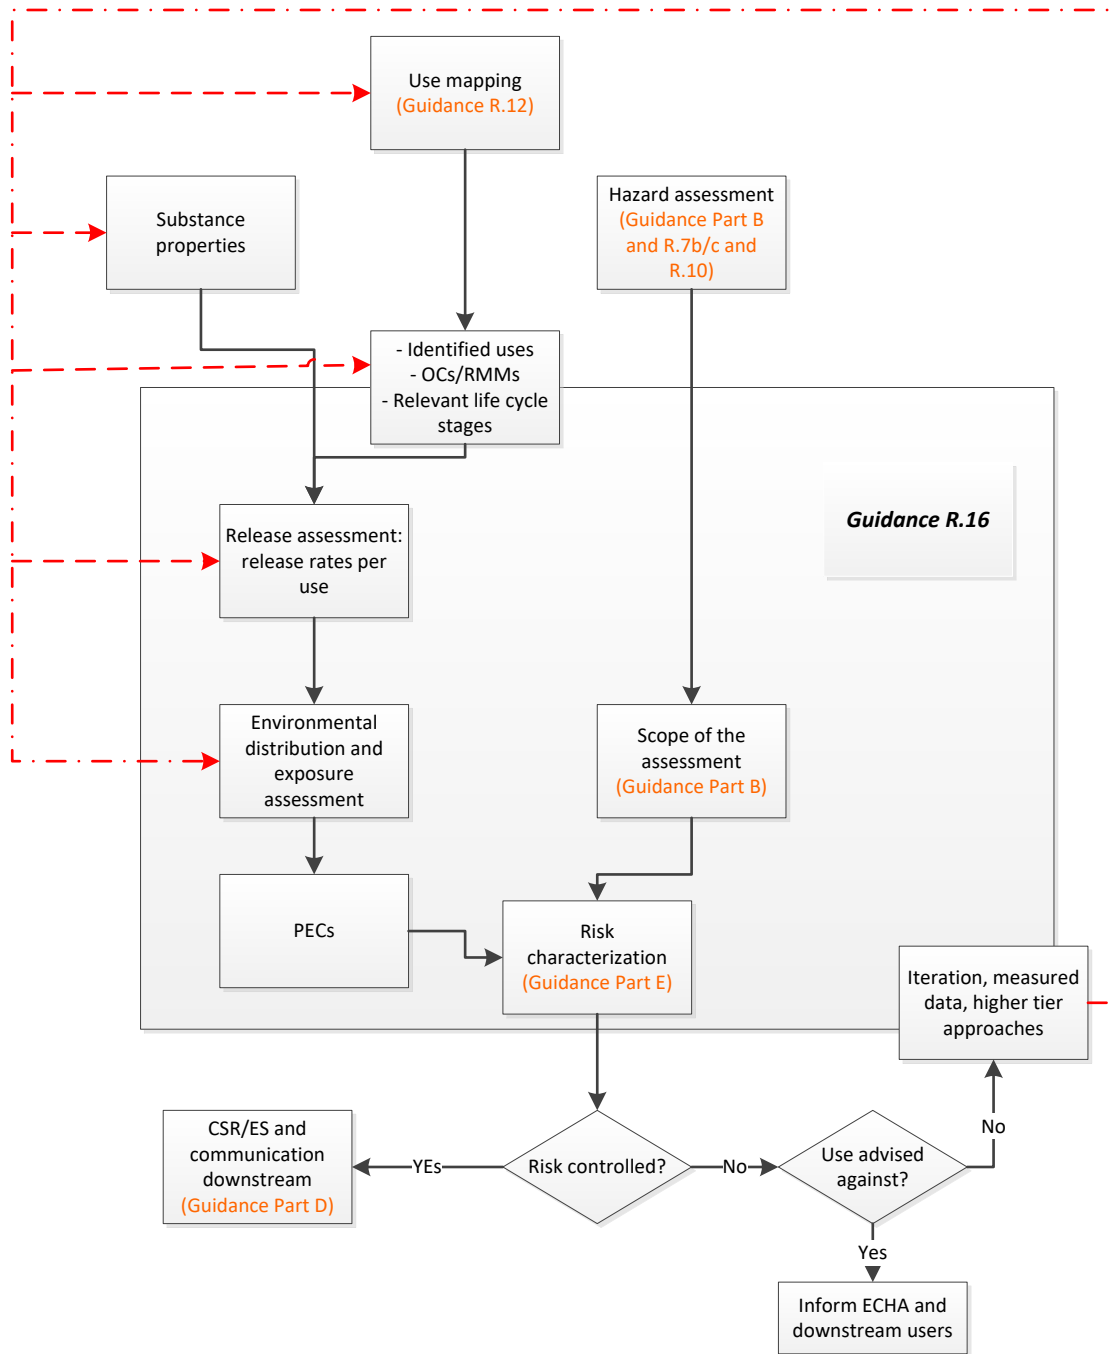 Use mapping
(Guidance R.12)
Substance
properties
Hazard assessment
(Guidance Part B
and R.7b/c and
R.10)
- Identified uses
- OCs/RMMs
- Relevant life cycle
stages
Guidance R.16
Release assessment:
release rates per
use
Environmental
distribution and
exposure
assessment
Scope of the
assessment
(Guidance Part B)
PECs
Risk
characterization
(Guidance Part E)
Iteration, measured
data, higher tier
approaches
CSR/ES and
communication
downstream
(Guidance Part D)
YEs
Risk controlled?
No
Use advised
against?
No
Yes
Inform ECHA and
downstream users